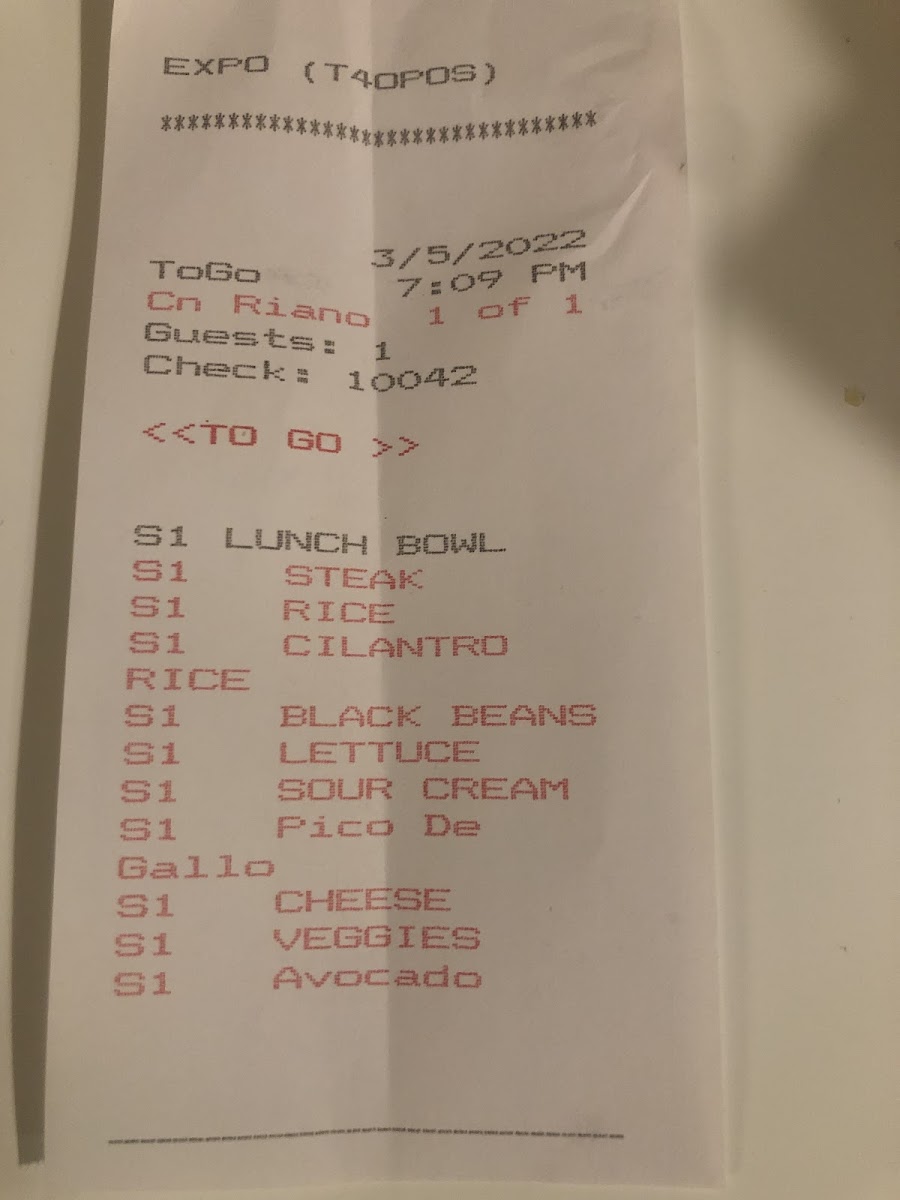 EXPO (T40POS)
*********************************
3/5/2022
ToGo 7:09 PM
Cn Riano 1 of 1
Guests: 1
Check: 10042
<<TO GO >>
S1 LUNCH BOWL
S1 STEAK
S1 RICE
S1 CILANTRO
RICE
S1 BLACK BEANS
S1 LETTUCE
S1 SOUR CREAM
S1 Pico De
Gallo
S1 CHEESE
S1 VEGGIES
S1 Avocado